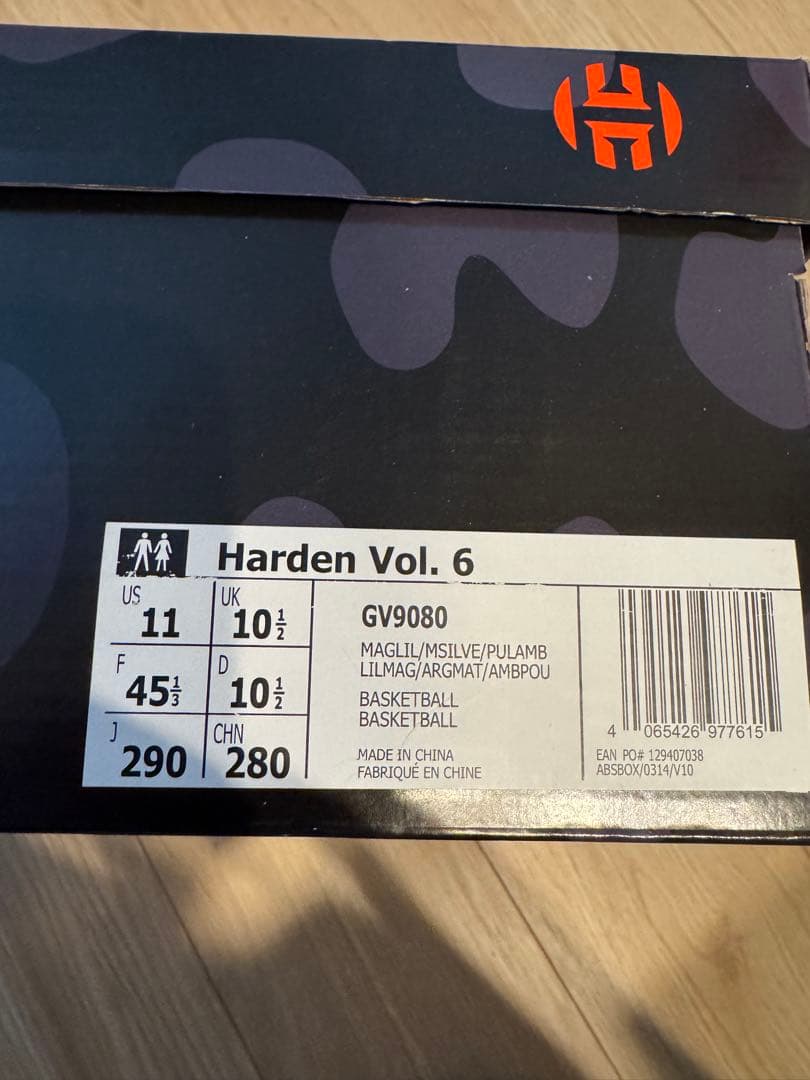 Harden Vol. 6
US 11 UK 10½
F 45⅓ D 10½
J 290 CHN 280
GV9080
MAGLIL/MSILVE/PULAMB
LILMAG/ARGMAT/AMBPOU
BASKETBALL
BASKETBALL
MADE IN CHINA
FABRIQUÉ EN CHINE
4 065426 977615
EAN PO# 129407038
ABSBOX/0314/V10